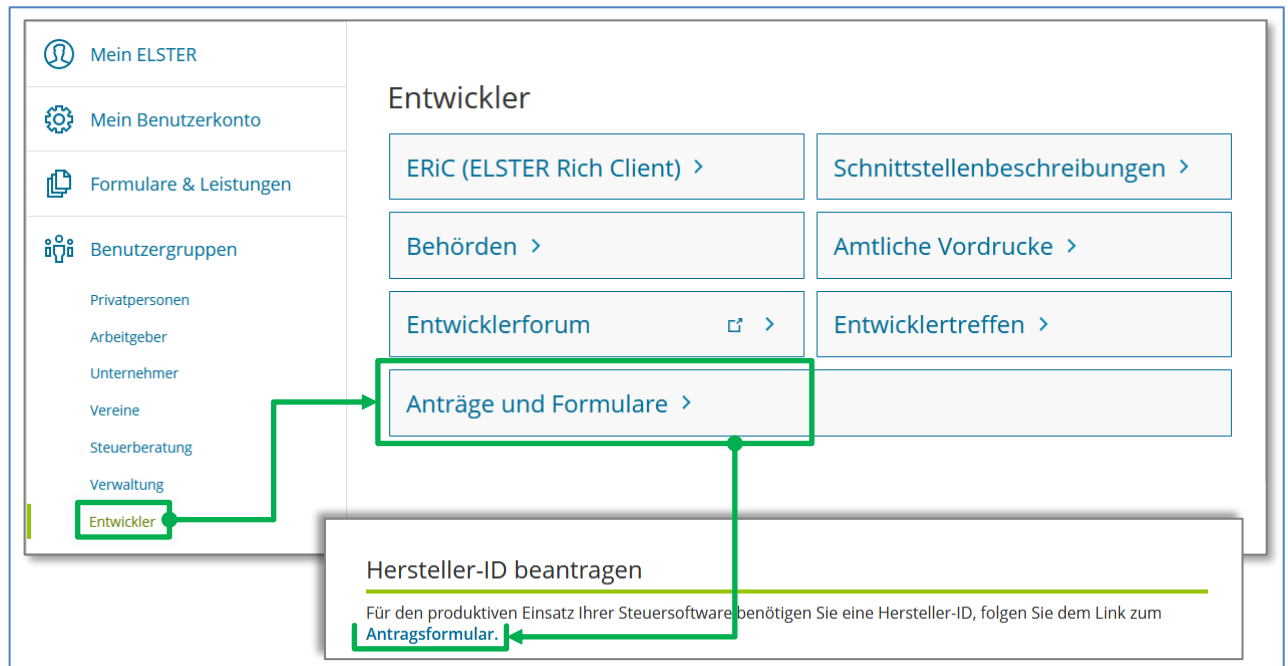 Mein ELSTER
Mein Benutzerkonto
Formulare & Leistungen
Benutzergruppen
Privatpersonen
Arbeitgeber
Unternehmer
Vereine
Steuerberatung
Verwaltung
Entwickler
Entwickler
ERiC (ELSTER Rich Client)
Schnittstellenbeschreibungen
Behörden
Amtliche Vordrucke
Entwicklerforum
Entwicklertreffen
Anträge und Formulare
Hersteller-ID beantragen
Für den produktiven Einsatz Ihrer Steuersoftware benötigen Sie eine Hersteller-ID, folgen Sie dem Link zum
Antragsformular.